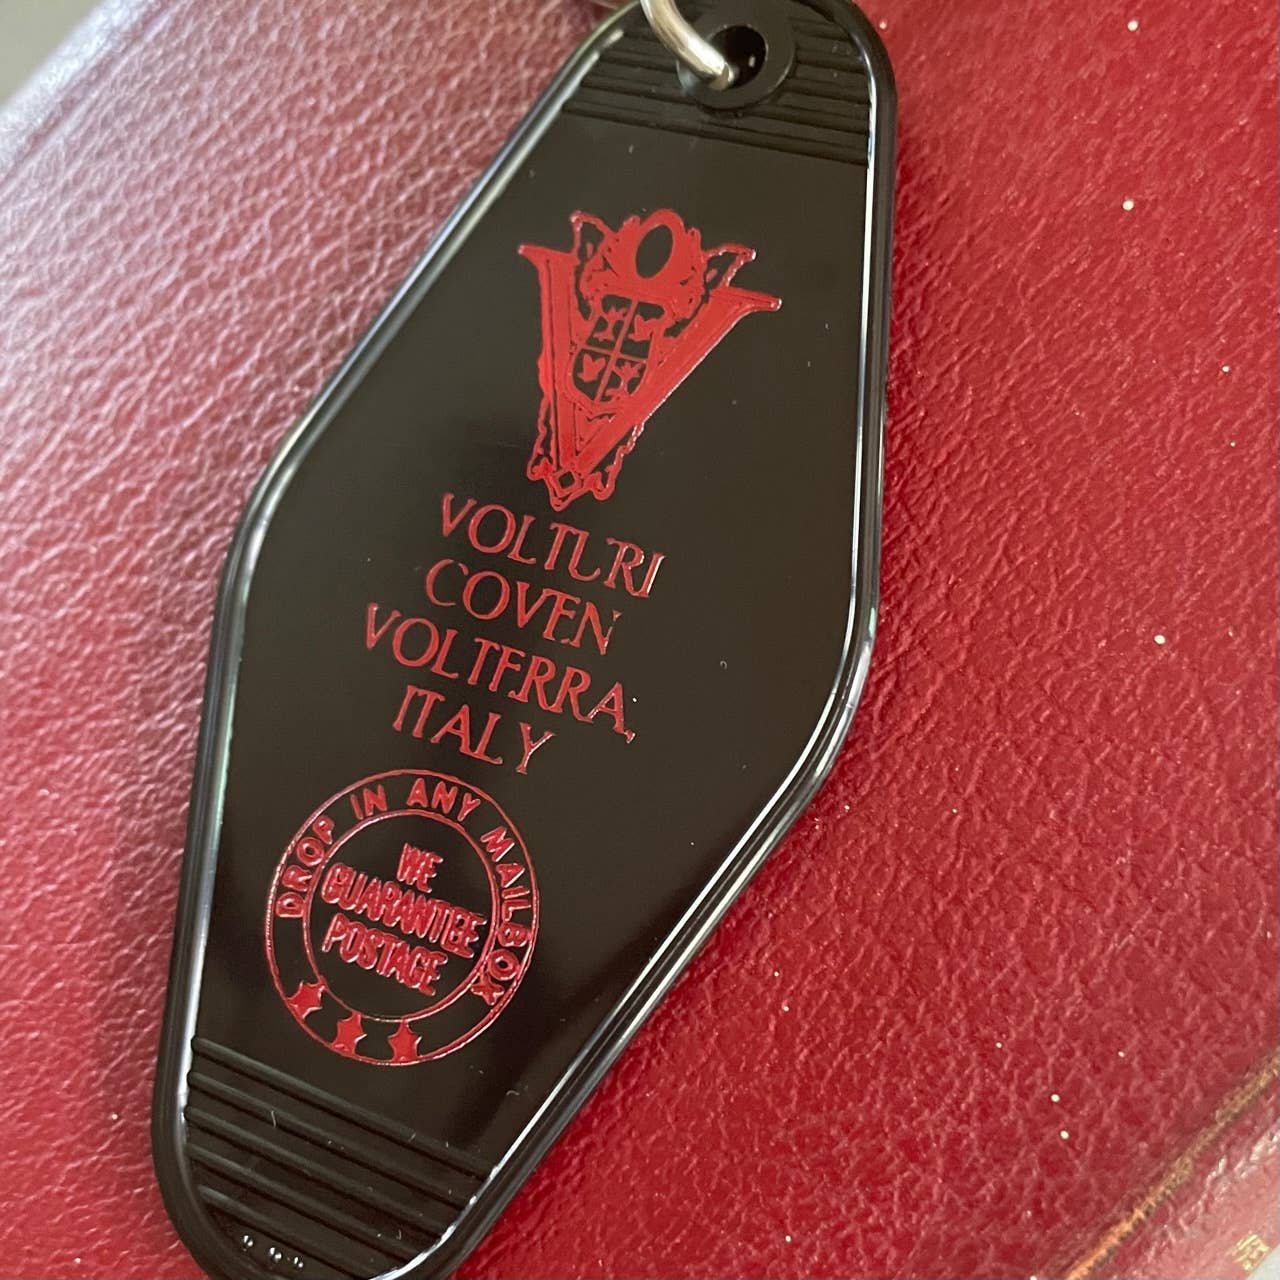 V
VOLTURI
COVEN
VOLTERRA,
ITALY
DROP IN ANY MAILBOX
WE
GUARANTEE
POSTAGE